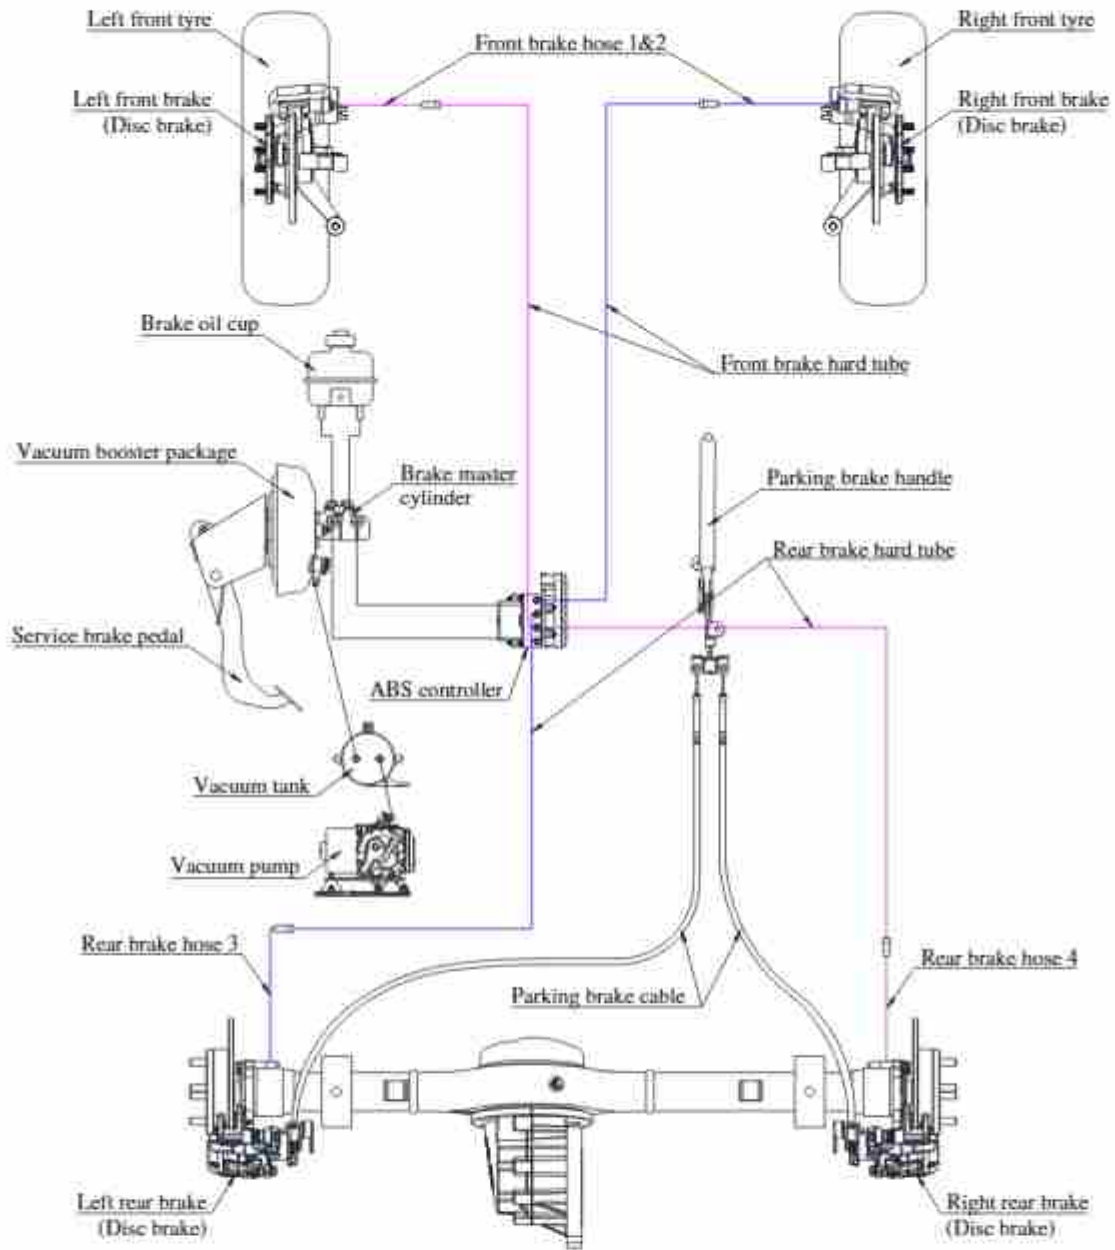 Left front tyre
Right front tyre
Front brake hose 1&2
Left front brake
(Disc brake)
Right front brake
(Disc brake)
Brake oil cup
Front brake hard tube
Vacuum booster package
Brake master
cylinder
Parking brake handle
Rear brake hard tube
Service brake pedal
ABS controller
Vacuum tank
Vacuum pump
Rear brake hose 3
Rear brake hose 4
Parking brake cable
Left rear brake
(Disc brake)
Right rear brake
(Disc brake)